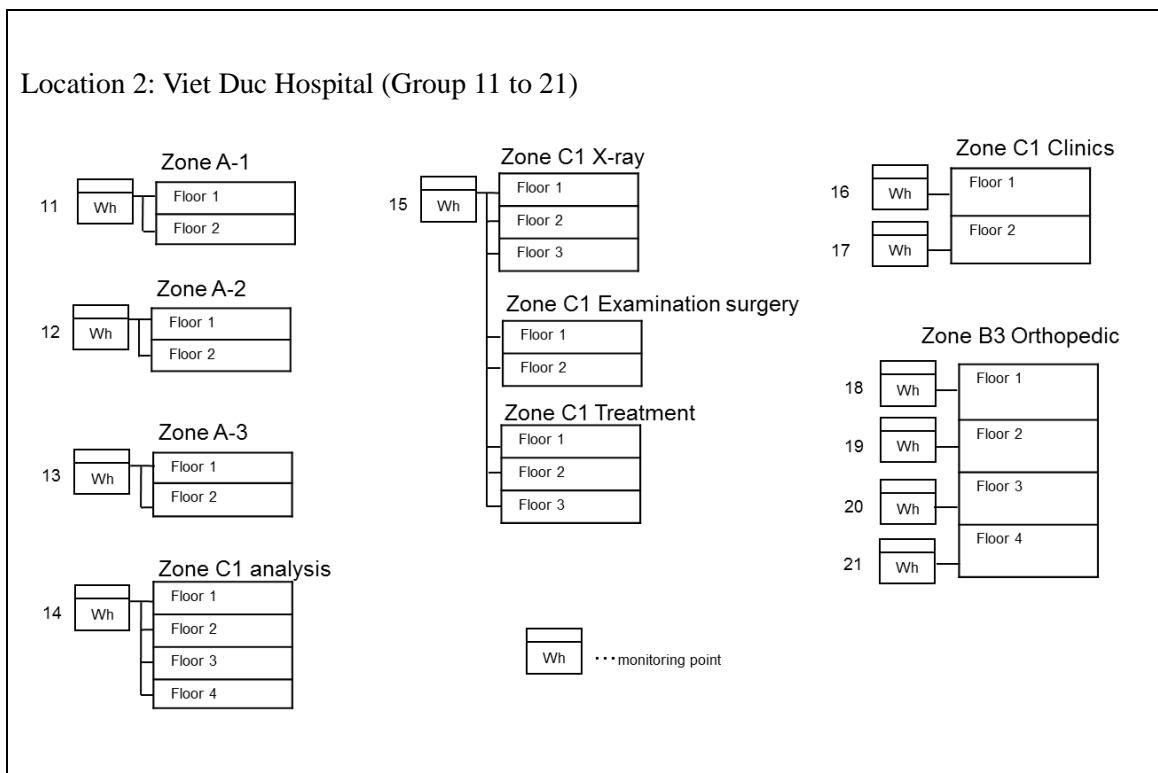 Location 2: Viet Duc Hospital (Group 11 to 21)
Zone A-1
11
Wh
Floor 1
Floor 2
Zone A-2
12
Wh
Floor 1
Floor 2
Zone A-3
13
Wh
Floor 1
Floor 2
Zone C1 analysis
14
Wh
Floor 1
Floor 2
Floor 3
Floor 4
Zone C1 X-ray
15
Wh
Floor 1
Floor 2
Floor 3
Zone C1 Examination surgery
Floor 1
Floor 2
Zone C1 Treatment
Floor 1
Floor 2
Floor 3
Wh …monitoring point
Zone C1 Clinics
16
Wh
Floor 1
17
Wh
Floor 2
Zone B3 Orthopedic
18
Wh
Floor 1
19
Wh
Floor 2
20
Wh
Floor 3
21
Wh
Floor 4